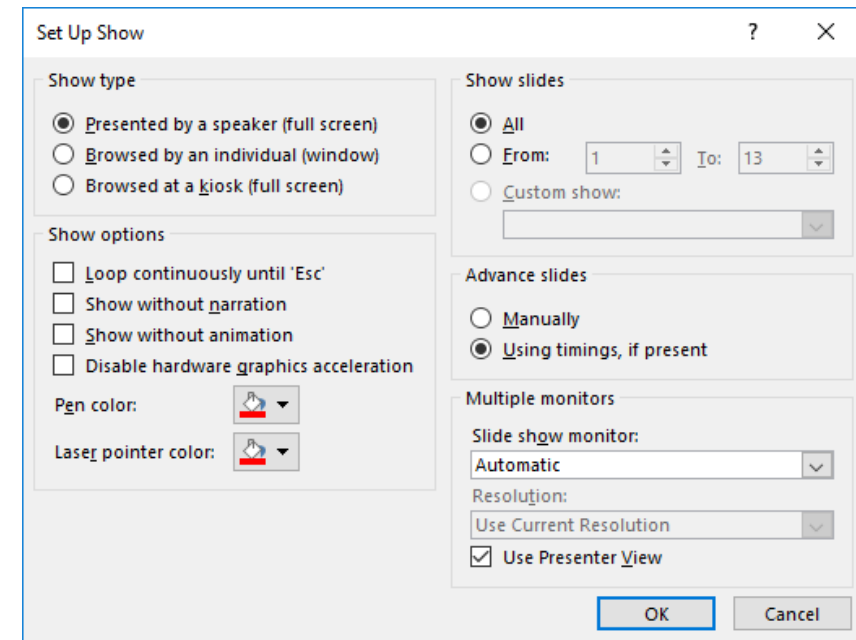 Set Up Show
?
Show type
Presented by a speaker (full screen)
Browsed by an individual (window)
Browsed at a kiosk (full screen)
Show options
Loop continuously until 'Esc'
Show without narration
Show without animation
Disable hardware graphics acceleration
Pen color:
Laser pointer color:
Show slides
All
From: 1 To: 13
Custom show:
Advance slides
Manually
Using timings, if present
Multiple monitors
Slide show monitor:
Automatic
Resolution:
Use Current Resolution
Use Presenter View
OK Cancel